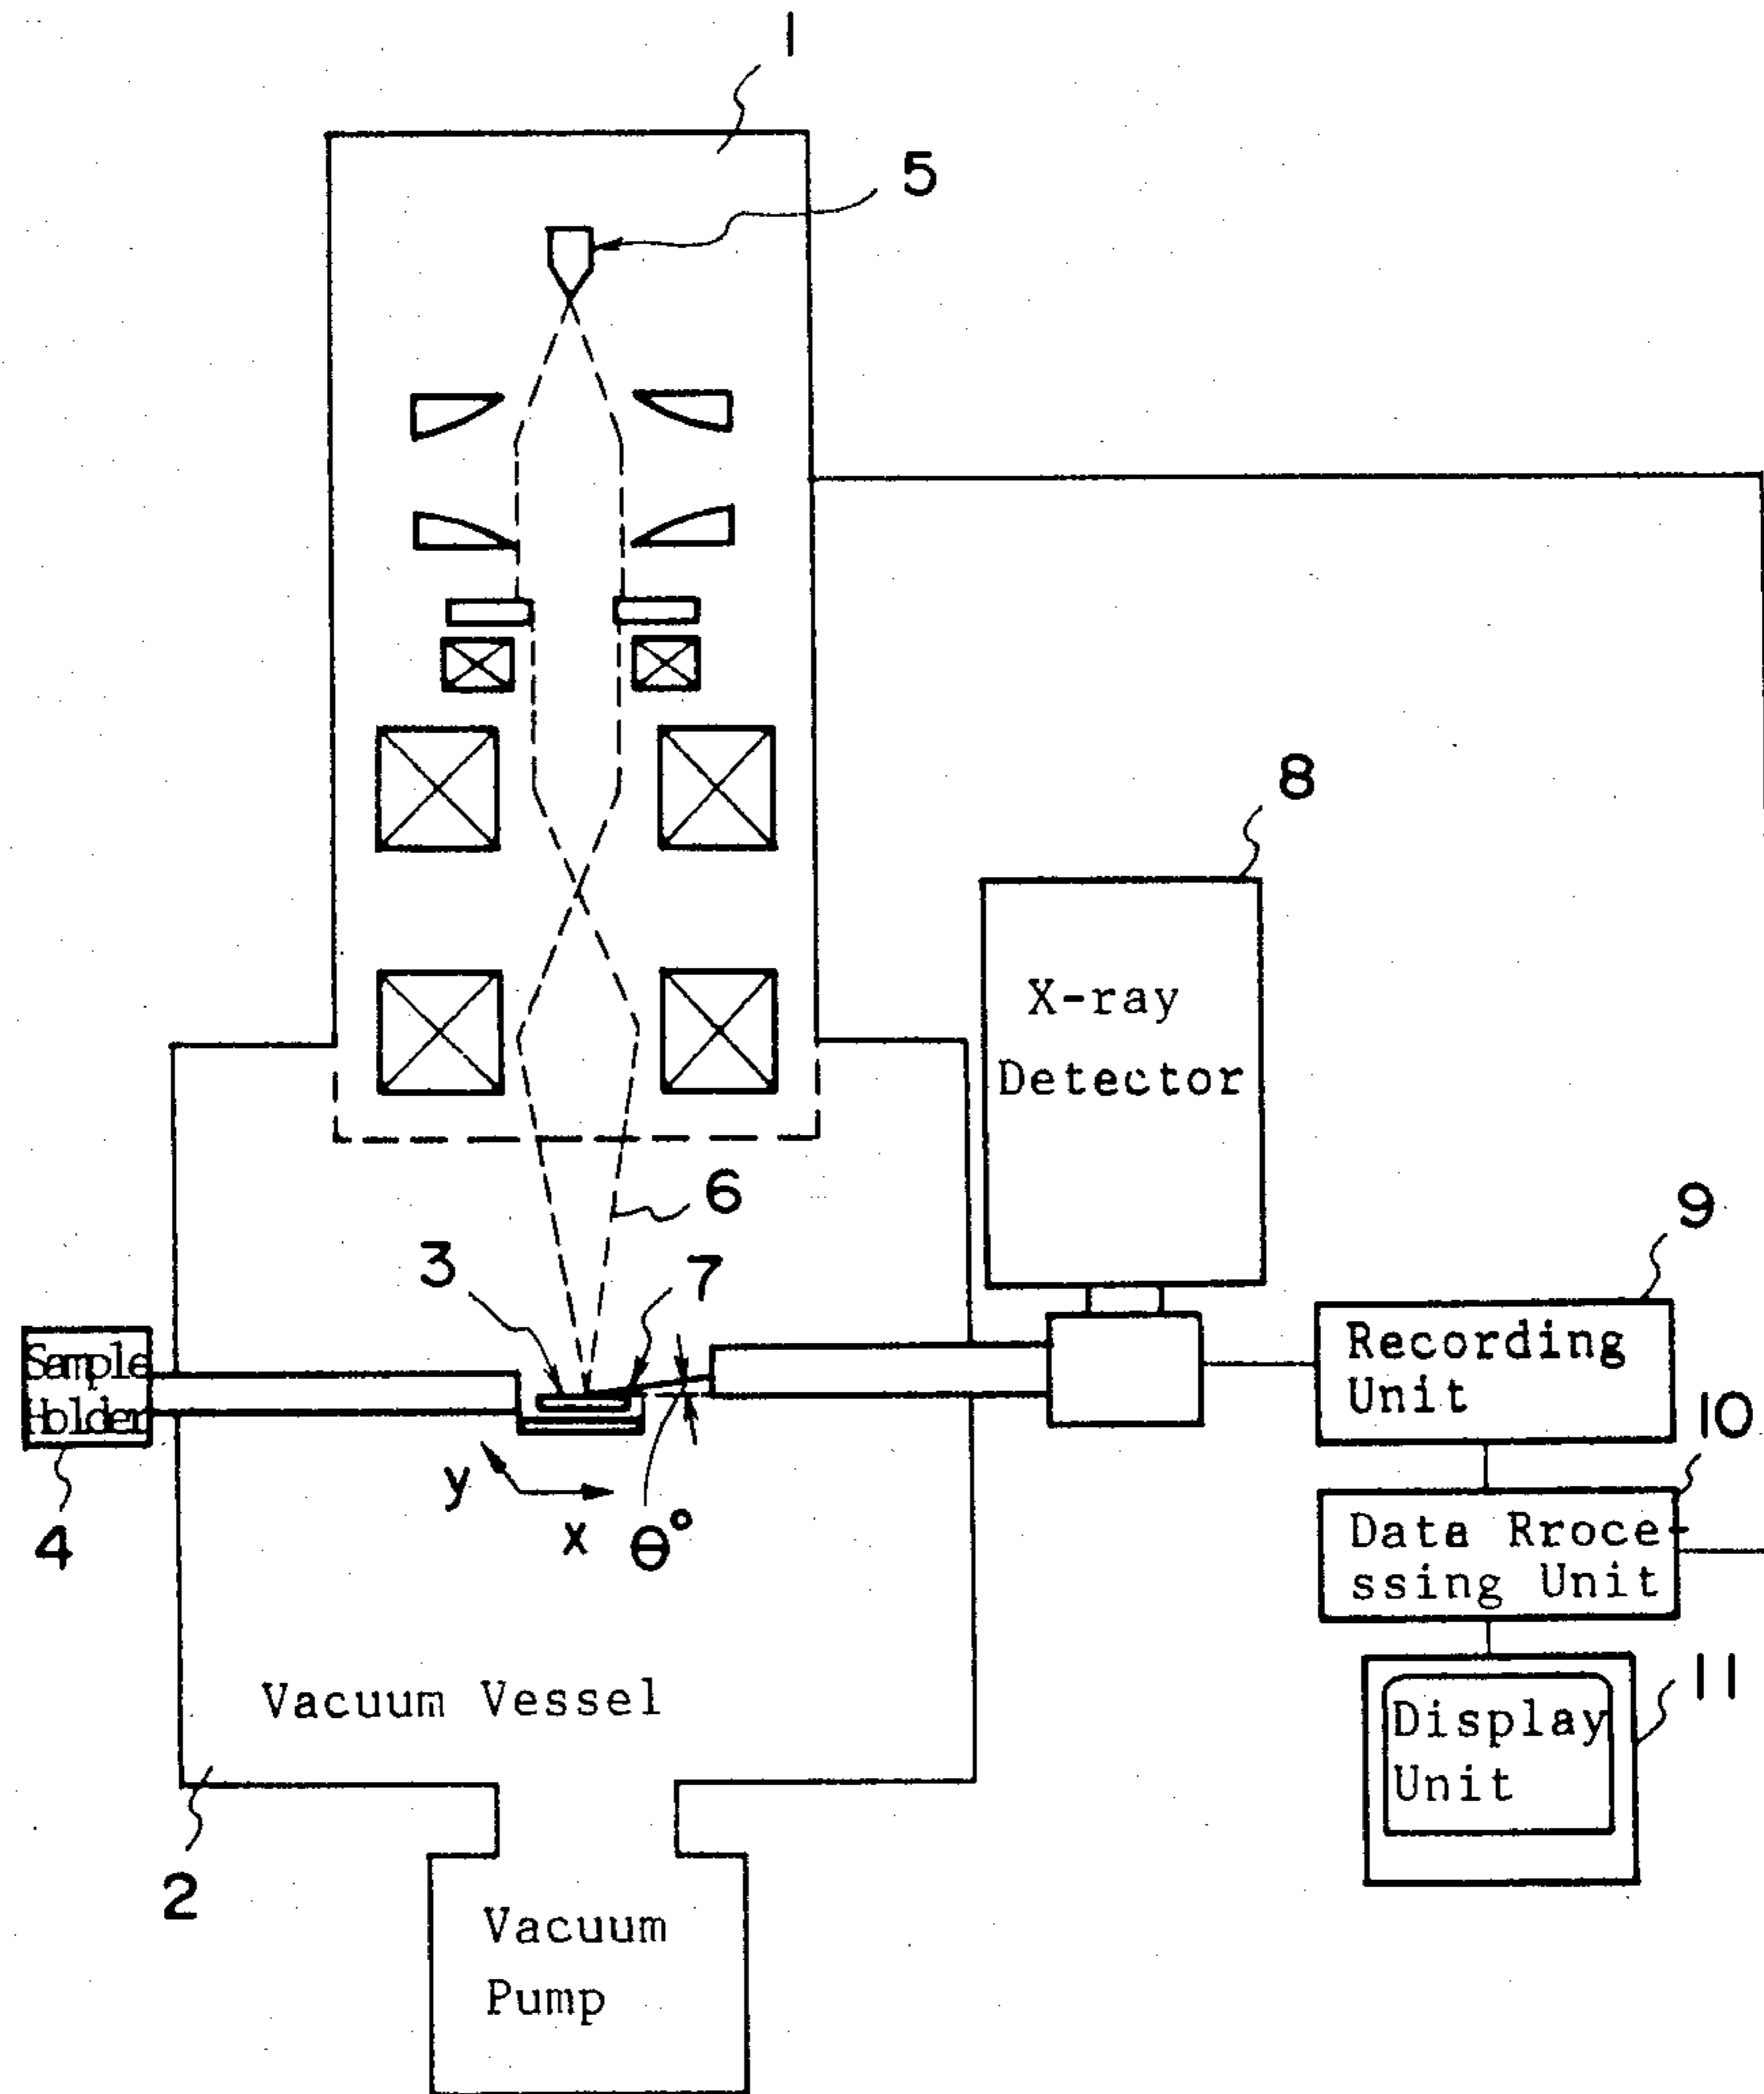 1
5
8
X-ray
Detector
6
9
3
7
Sample
Holder
Recording
Unit
10
y
x
θ°
4
Data Rroce-
ssing Unit
11
Vacuum Vessel
Display
Unit
2
Vacuum
Pump